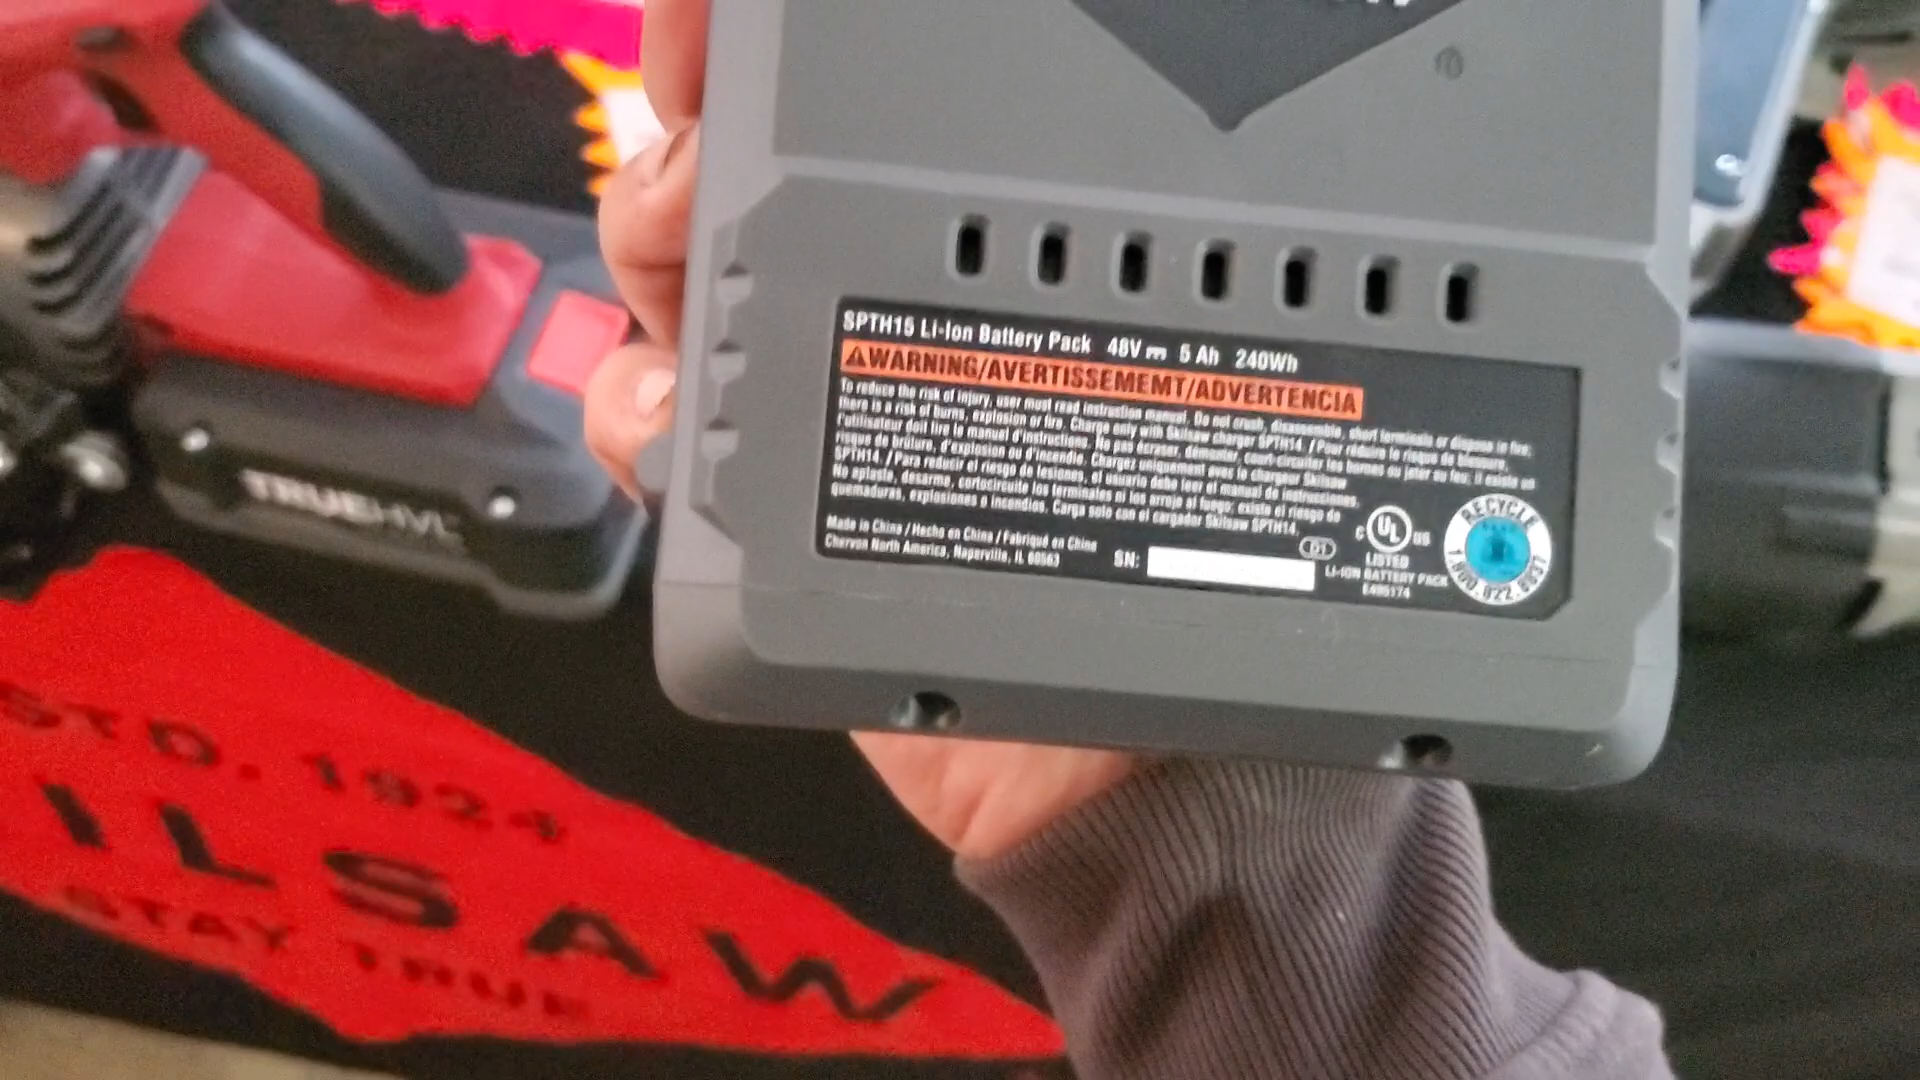 SPTH15 Li-Ion Battery Pack 48V ⎓ 5 Ah 240Wh
⚠WARNING/AVERTISSEMEMT/ADVERTENCIA
To reduce the risk of injury, user must read instruction manual. Do not crush, disassemble, short terminals or dispose in fire;
there is a risk of burns, explosion or fire. Charge only with Skilsaw charger SPTH14. / Pour réduire le risque de blessure,
l'utilisateur doit lire le manuel d'instructions. Ne pas écraser, démonter, court-circuiter les bornes ou jeter au feu; il existe un
risque de brûlure, d'explosion ou d'incendie. Chargez uniquement avec le chargeur Skilsaw
SPTH14. / Para reducir el riesgo de lesiones, el usuario debe leer el manual de instrucciones.
No aplaste, desarme, cortocircuite los terminales ni los arroje al fuego; existe el riesgo de
quemaduras, explosiones o incendios. Carga solo con el cargador Skilsaw SPTH14.
Made in China / Hecho en China / Fabriqué en Chine
Chervon North America, Naperville, IL 60563
SN:
D1
C UL US
LISTED
LI-ION BATTERY PACK
E495174
RECYCLE
1.800.822.8837
TRUEHVL
STD. 1924
ILSAW
STAY TRUE